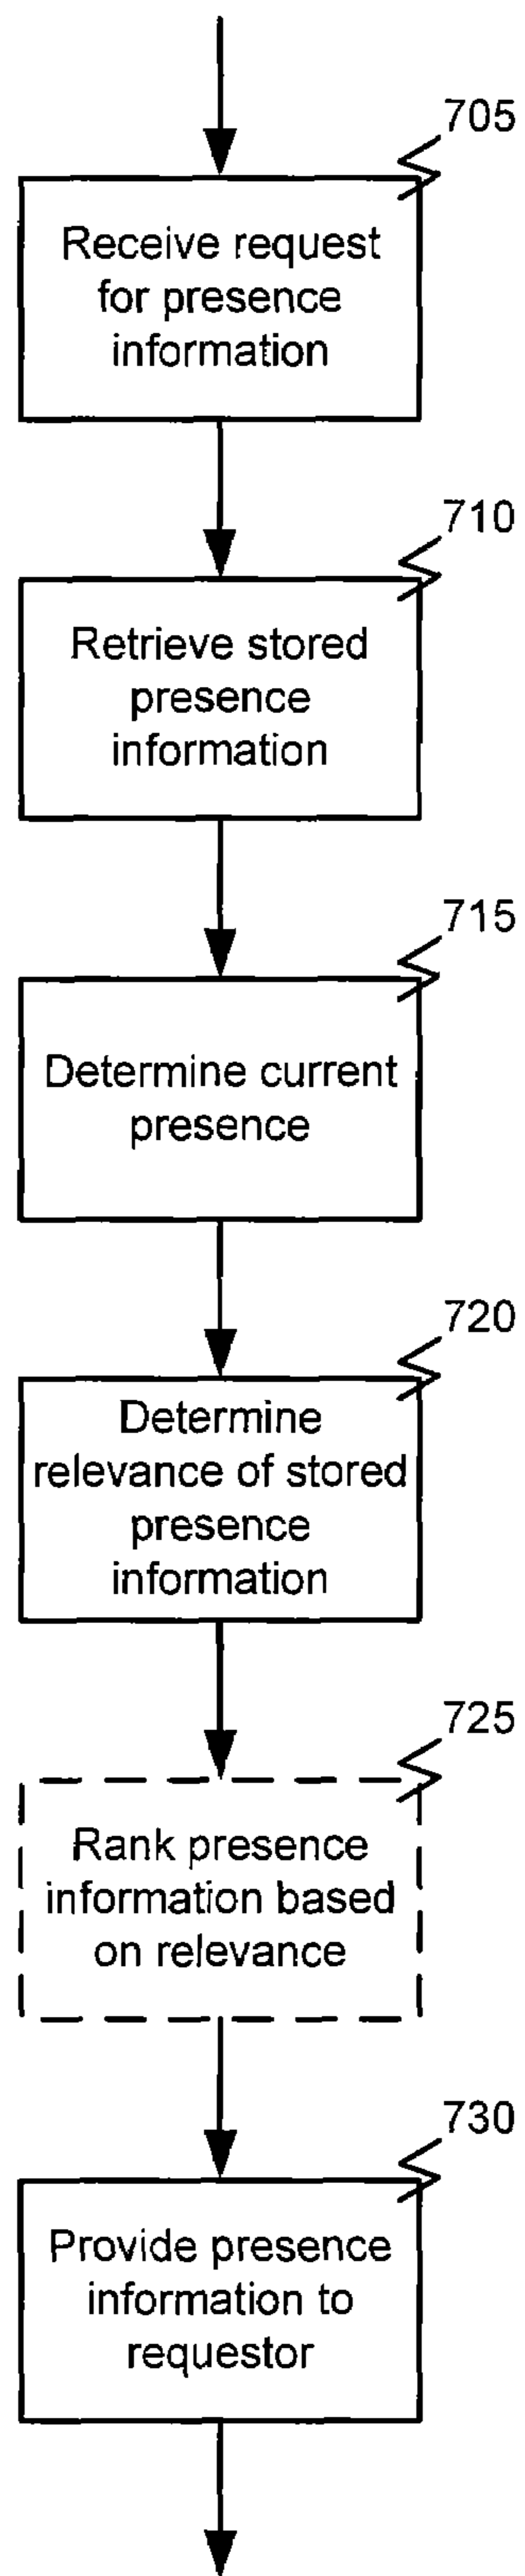 705
Receive request
for presence
information
710
Retrieve stored
presence
information
715
Determine current
presence
720
Determine
relevance of stored
presence
information
725
Rank presence
information based
on relevance
730
Provide presence
information to
requestor